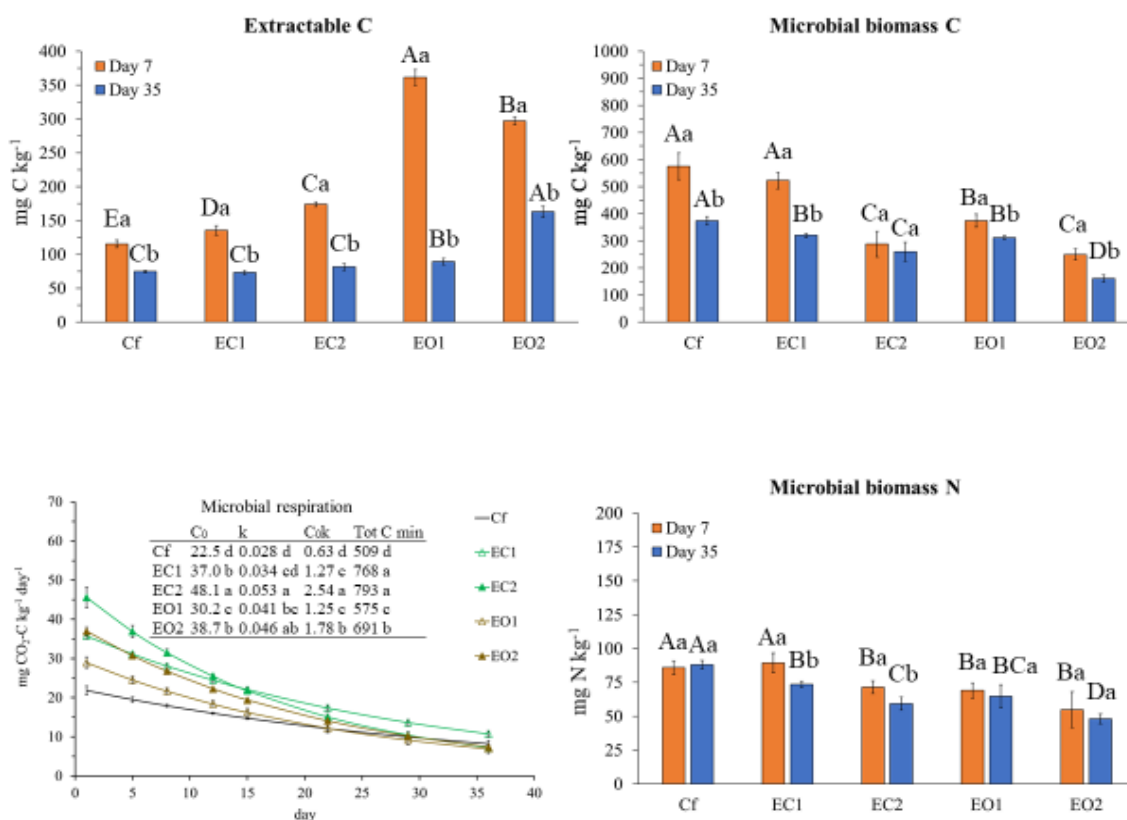 Extractable C
mg C kg-1
400
350
300
250
200
150
100
50
0
Day 7
Day 35
Ea
Cb
Da
Cb
Ca
Cb
Aa
Bb
Ba
Ab
Cf EC1 EC2 EO1 EO2
Microbial biomass C
mg C kg-1
1000
900
800
700
600
500
400
300
200
100
0
Day 7
Day 35
Aa
Ab
Aa
Bb
Ca
Ca
Ba
Bb
Ca
Db
Cf EC1 EC2 EO1 EO2
mg CO2-C kg-1 day-1
70
60
50
40
30
20
10
0
Microbial respiration
C0 k C0k Tot C min
Cf 22.5 d 0.028 d 0.63 d 509 d
EC1 37.0 b 0.034 cd 1.27 c 768 a
EC2 48.1 a 0.053 a 2.54 a 793 a
EO1 30.2 c 0.041 bc 1.25 c 575 c
EO2 38.7 b 0.046 ab 1.78 b 691 b
Cf
EC1
EC2
EO1
EO2
0 5 10 15 20 25 30 35 40
day
Microbial biomass N
mg N kg-1
200
175
150
125
100
75
50
25
0
Day 7
Day 35
Aa
Aa
Aa
Bb
Ba
Cb
Ba
BCa
Ba
Da
Cf EC1 EC2 EO1 EO2